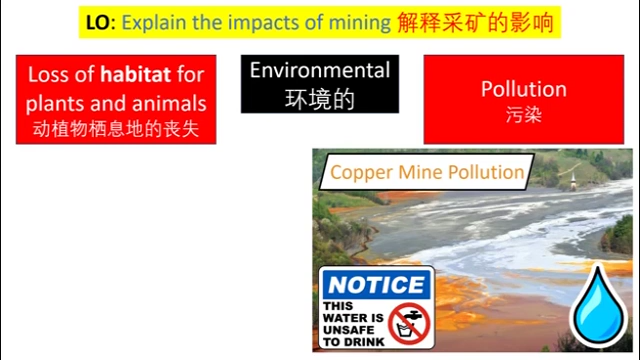 LO: Explain the impacts of mining 解释采矿的影响
Loss of habitat for
plants and animals
动植物栖息地的丧失
Environmental
环境的
Pollution
污染
Copper Mine Pollution
NOTICE
THIS
WATER IS
UNSAFE
TO DRINK